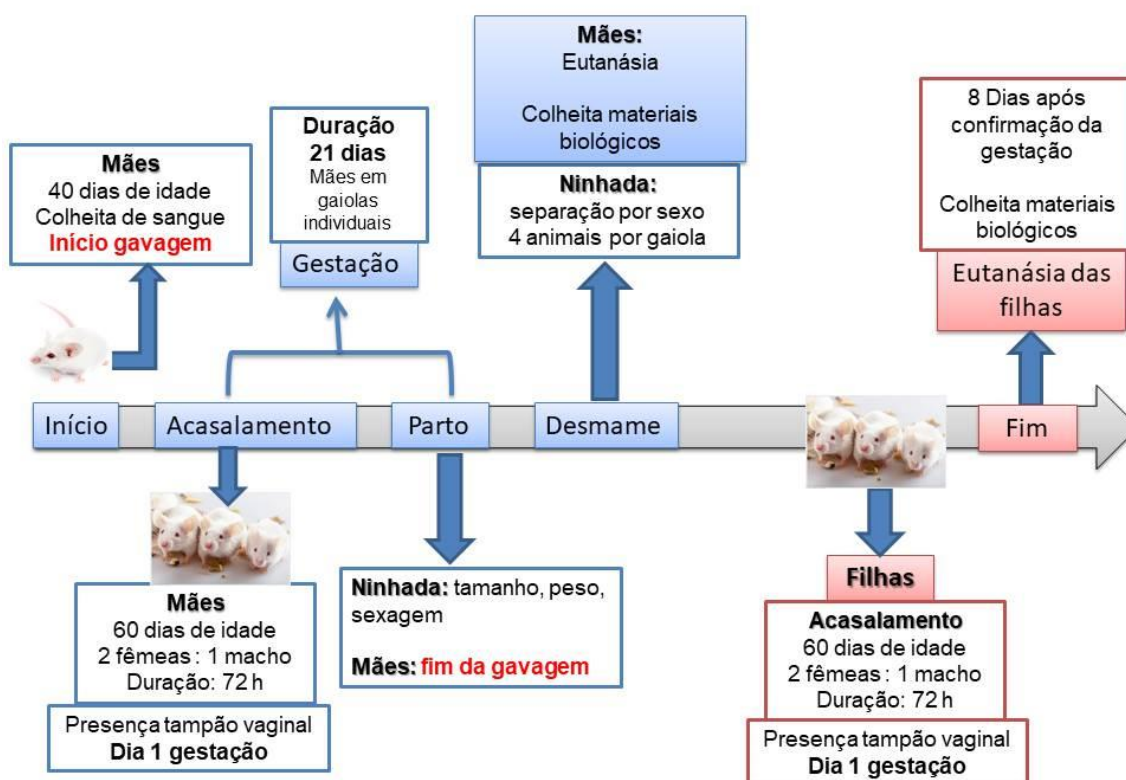 Mães:
Eutanásia
Colheita materiais
biológicos
Ninhada:
separação por sexo
4 animais por gaiola
8 Dias após
confirmação da
gestação
Colheita materiais
biológicos
Eutanásia das
filhas
Duração
21 dias
Mães em
gaiolas
individuais
Gestação
Mães
40 dias de idade
Colheita de sangue
Início gavagem
Início
Acasalamento
Parto
Desmame
Fim
Mães
60 dias de idade
2 fêmeas : 1 macho
Duração: 72 h
Presença tampão vaginal
Dia 1 gestação
Ninhada: tamanho, peso,
sexagem
Mães: fim da gavagem
Filhas
Acasalamento
60 dias de idade
2 fêmeas : 1 macho
Duração: 72 h
Presença tampão vaginal
Dia 1 gestação